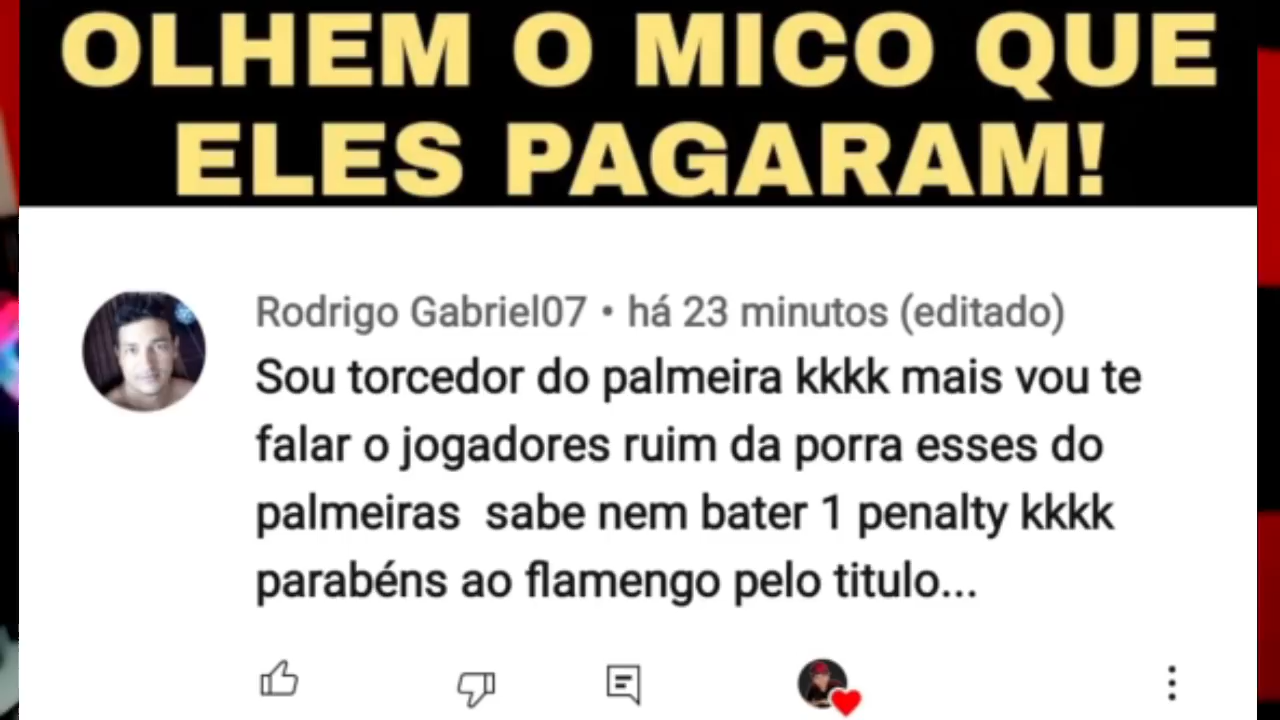 OLHEM O MICO QUE
ELES PAGARAM!
Rodrigo Gabriel07 • há 23 minutos (editado)
Sou torcedor do palmeira kkkk mais vou te
falar o jogadores ruim da porra esses do
palmeiras  sabe nem bater 1 penalty kkkk
parabéns ao flamengo pelo titulo...